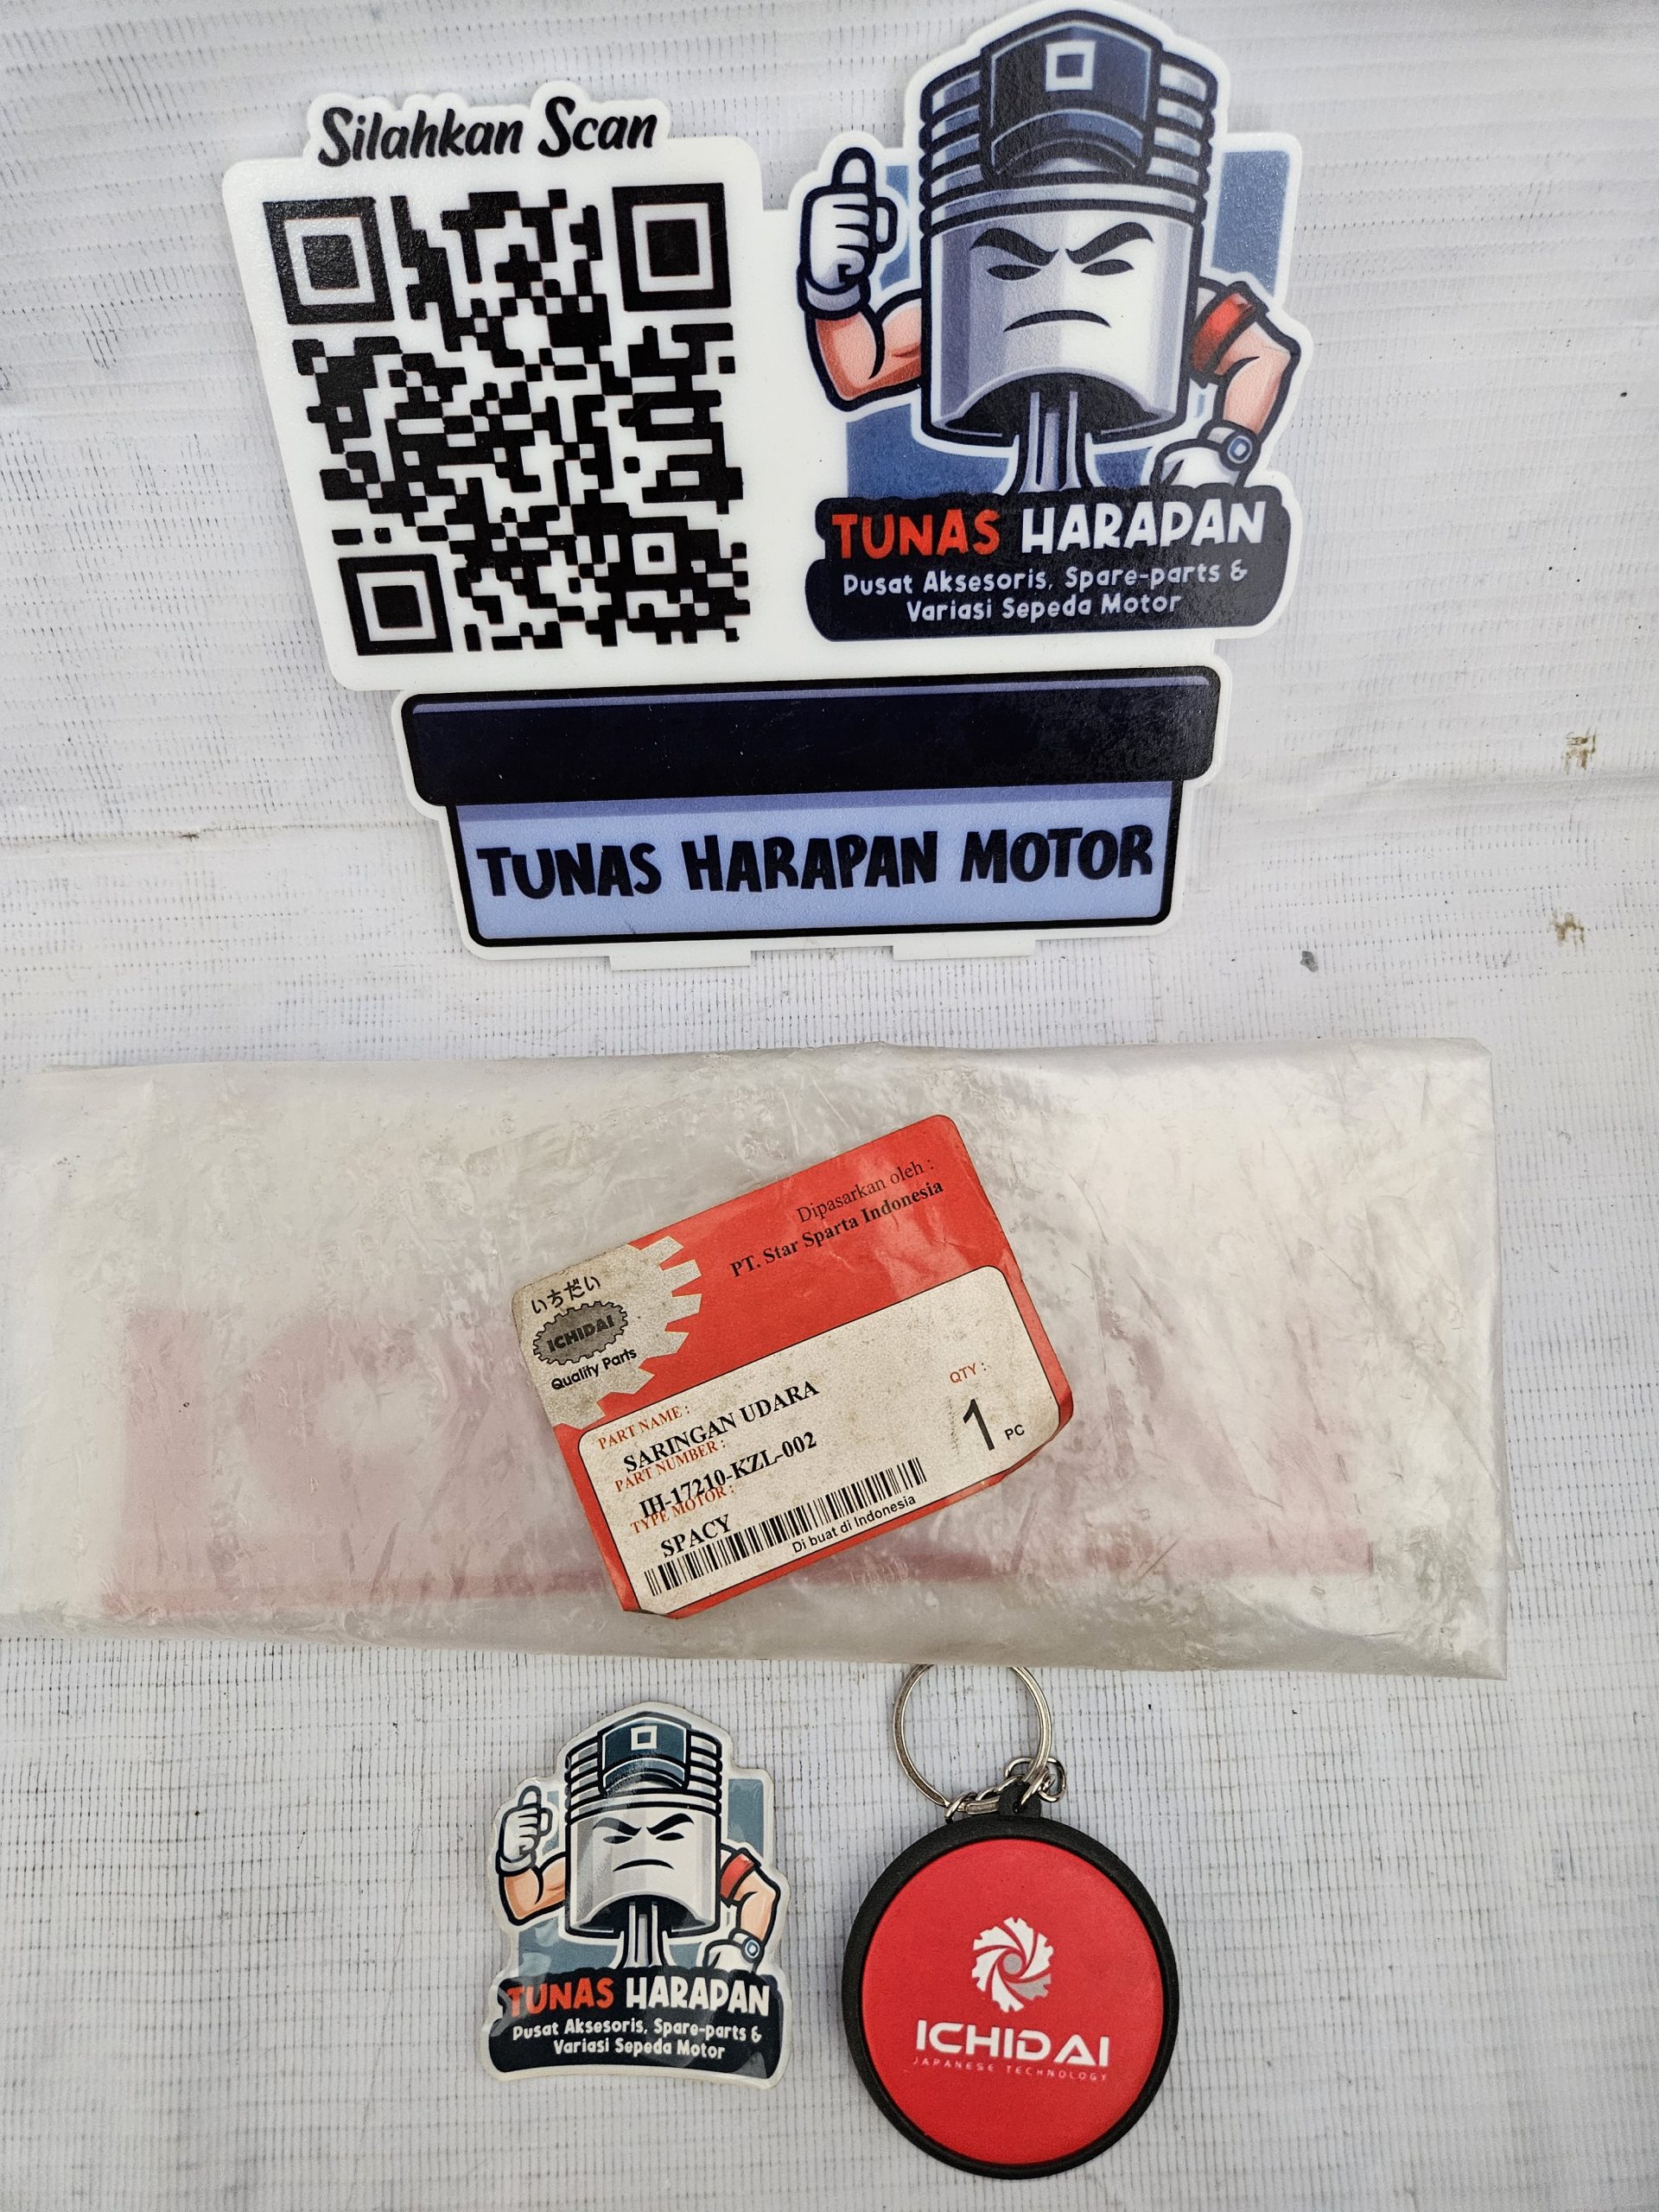 Silahkan Scan
TUNAS HARAPAN
Pusat Aksesoris, Spare-parts &
Variasi Sepeda Motor
TUNAS HARAPAN MOTOR
Dipasarkan oleh :
PT. Star Sparta Indonesia
いちだい
ICHIDAI
Quality Parts
PART NAME :
SARINGAN UDARA
PART NUMBER :
IH-17210-KZL-002
TYPE MOTOR :
SPACY
QTY :
1 PC
Di buat di Indonesia
TUNAS HARAPAN
Pusat Aksesoris, Spare-parts &
Variasi Sepeda Motor
ICHIDAI
JAPANESE TECHNOLOGY